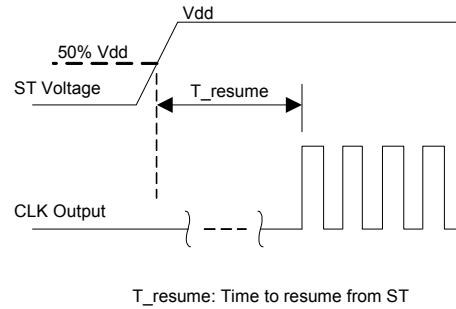 Vdd
50% Vdd
ST Voltage
T_resume
CLK Output
T_resume: Time to resume from ST